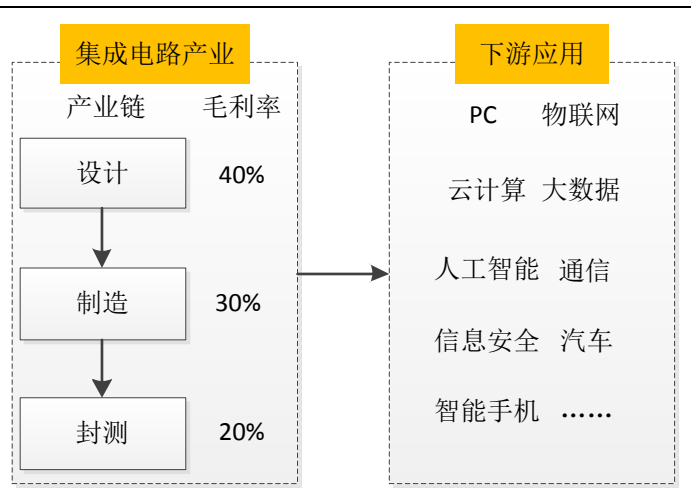 集成电路产业
产业链 毛利率
设计 40%
制造 30%
封测 20%
下游应用
PC 物联网
云计算 大数据
人工智能 通信
信息安全 汽车
智能手机 ……